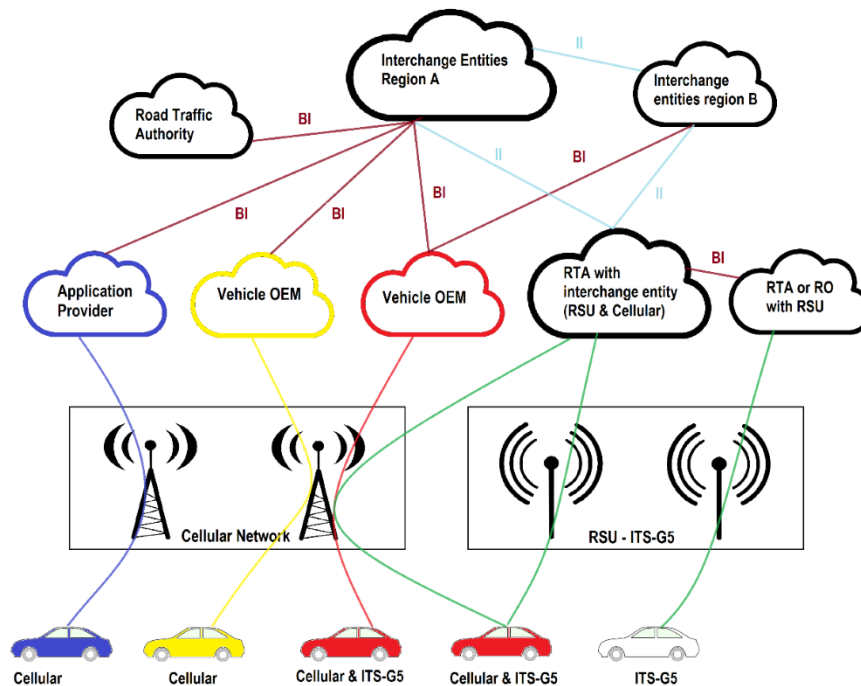 Interchange Entities
Region A
II
Interchange
entities region B
Road Traffic
Authority
BI
II
BI
II
BI
BI
BI
BI
Application
Provider
Vehicle OEM
Vehicle OEM
RTA with
interchange entity
(RSU & Cellular)
RTA or RO
with RSU
Cellular Network
RSU - ITS-G5
Cellular
Cellular
Cellular & ITS-G5
Cellular & ITS-G5
ITS-G5